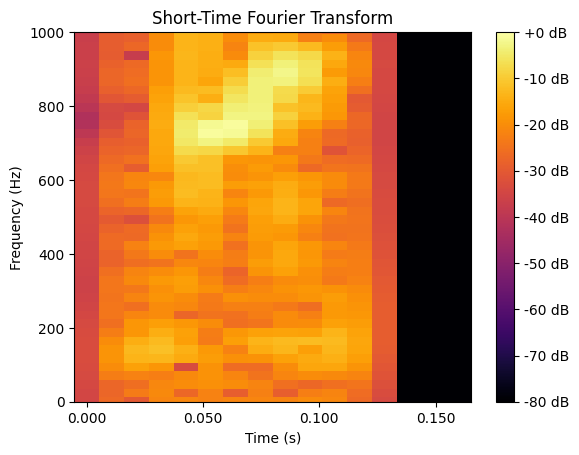 Short-Time Fourier Transform
1000
800
600
400
200
0
Frequency (Hz)
0.000
0.050
0.100
0.150
Time (s)
+0 dB
-10 dB
-20 dB
-30 dB
-40 dB
-50 dB
-60 dB
-70 dB
-80 dB